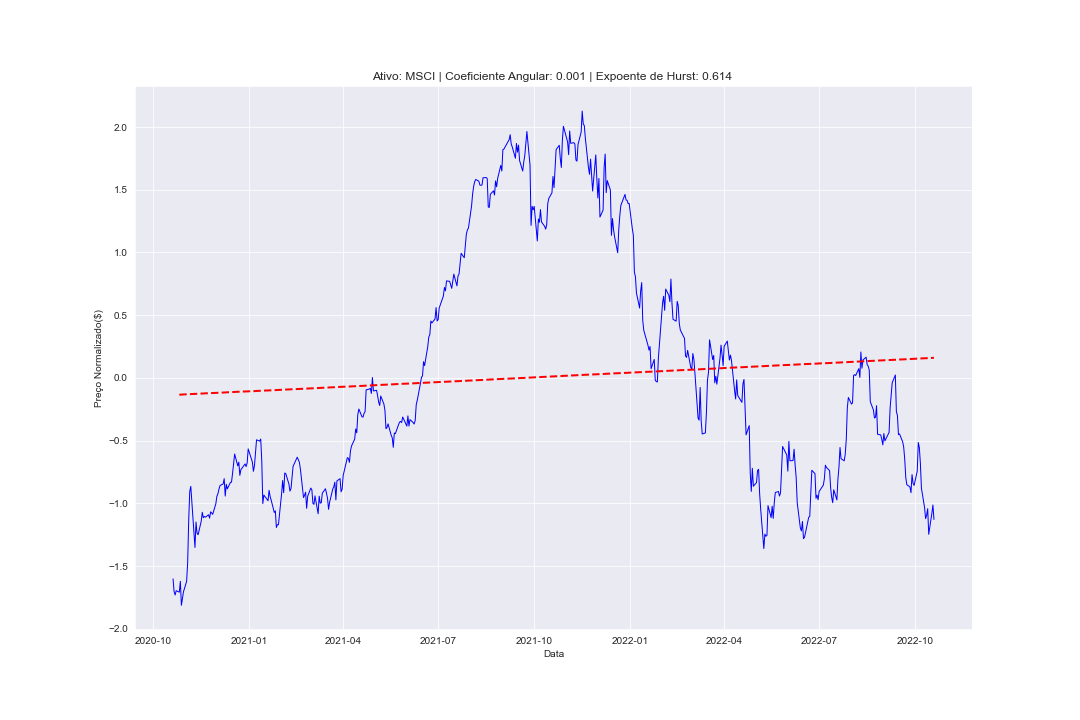 Ativo: MSCI | Coeficiente Angular: 0.001 | Expoente de Hurst: 0.614
Preço Normalizado($)
2.0
1.5
1.0
0.5
0.0
−0.5
−1.0
−1.5
−2.0
2020-10 2021-01 2021-04 2021-07 2021-10 2022-01 2022-04 2022-07 2022-10
Data